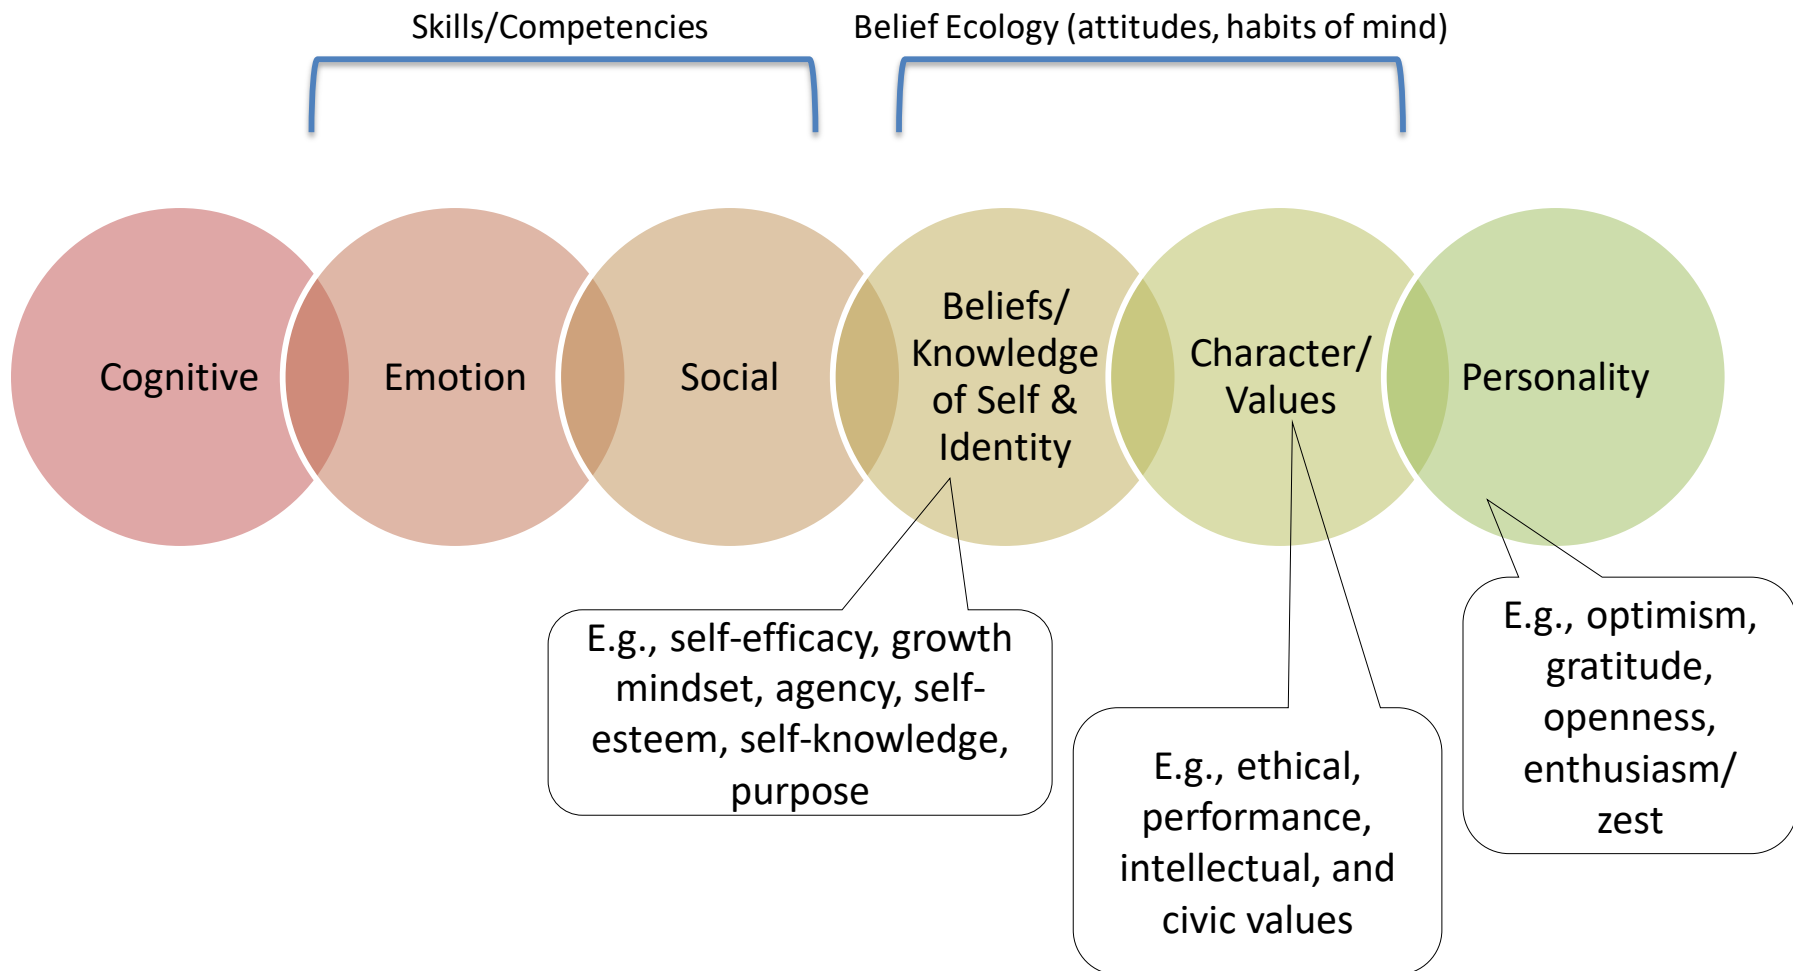 Skills/Competencies
Belief Ecology (attitudes, habits of mind)
Cognitive
Emotion
Social
Beliefs/
Knowledge
of Self &
Identity
Character/
Values
Personality
E.g., self-efficacy, growth
mindset, agency, self-
esteem, self-knowledge,
purpose
E.g., ethical,
performance,
intellectual, and
civic values
E.g., optimism,
gratitude,
openness,
enthusiasm/
zest